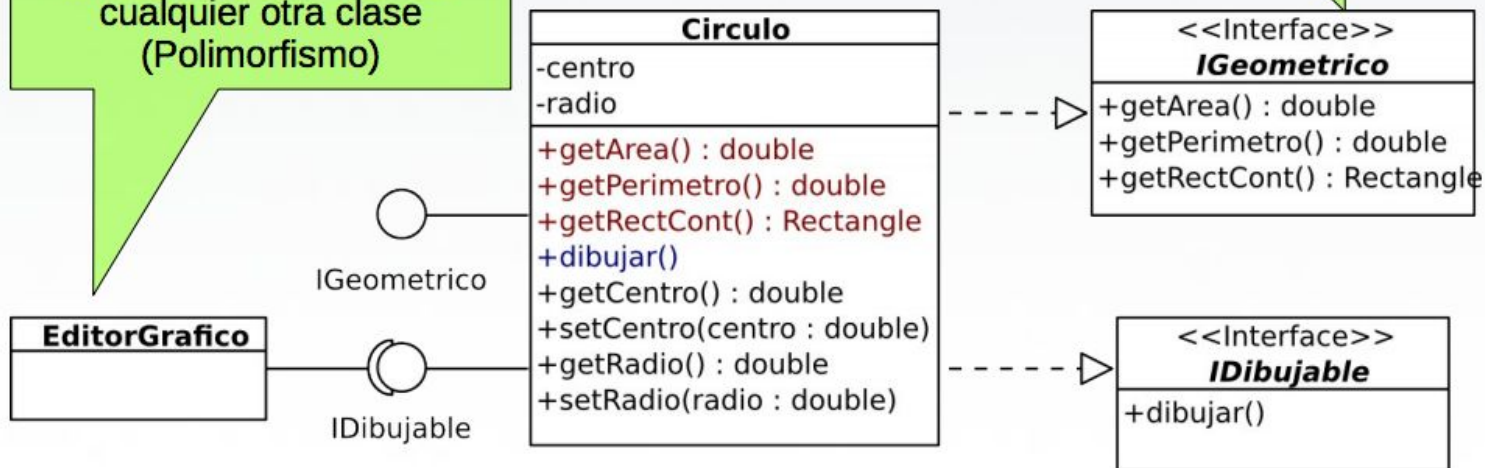 cualquier otra clase
(Polimorfismo)
Circulo
-centro
-radio
+getArea() : double
+getPerimetro() : double
+getRectCont() : Rectangle
+dibujar()
+getCentro() : double
+setCentro(centro : double)
+getRadio() : double
+setRadio(radio : double)
<<Interface>>
IGeometrico
+getArea() : double
+getPerimetro() : double
+getRectCont() : Rectangle
IGeometrico
EditorGrafico
IDibujable
<<Interface>>
IDibujable
+dibujar()